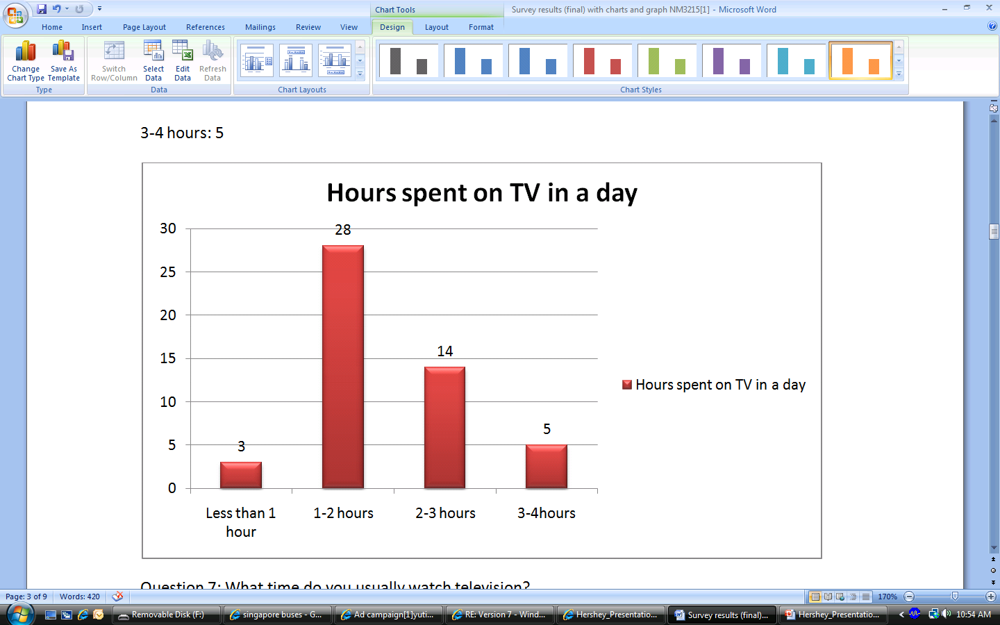 Chart Tools
Survey results (final) with charts and graph NM3215[1] - Microsoft Word
Home Insert Page Layout References Mailings Review View Design Layout Format
Change Chart Type
Save As Template
Switch Row/Column
Select Data
Edit Data
Refresh Data
Type Data Chart Layouts Chart Styles
3-4 hours: 5
Hours spent on TV in a day
30
25
20
15
10
5
0
3
28
14
5
Less than 1 hour
1-2 hours
2-3 hours
3-4hours
Hours spent on TV in a day
Question 7: What time do you usually watch television?
Page: 3 of 9 Words: 420 170%
Removable Disk (F:) singapore buses - G... Ad campaign[1]yuti... RE: Version 7 - Wind... Hershey_Presentatio... Survey results (final)... Hershey_Presentatio... 10:54 AM